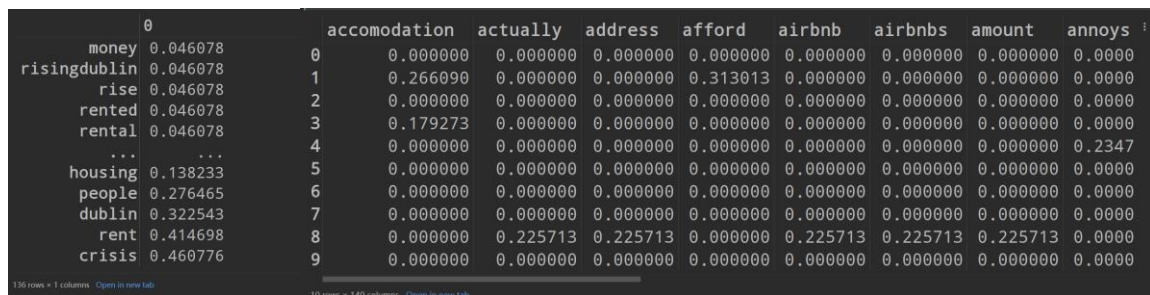 0
money 0.046078
risingdublin 0.046078
rise 0.046078
rented 0.046078
rental 0.046078
... ...
housing 0.138233
people 0.276465
dublin 0.322543
rent 0.414698
crisis 0.460776
136 rows × 1 columns Open in new tab
accomodation actually address afford airbnb airbnbs amount annoys
0 0.000000 0.000000 0.000000 0.000000 0.000000 0.000000 0.000000 0.0000
1 0.266090 0.000000 0.000000 0.313013 0.000000 0.000000 0.000000 0.0000
2 0.000000 0.000000 0.000000 0.000000 0.000000 0.000000 0.000000 0.0000
3 0.179273 0.000000 0.000000 0.000000 0.000000 0.000000 0.000000 0.0000
4 0.000000 0.000000 0.000000 0.000000 0.000000 0.000000 0.000000 0.2347
5 0.000000 0.000000 0.000000 0.000000 0.000000 0.000000 0.000000 0.0000
6 0.000000 0.000000 0.000000 0.000000 0.000000 0.000000 0.000000 0.0000
7 0.000000 0.000000 0.000000 0.000000 0.000000 0.000000 0.000000 0.0000
8 0.000000 0.225713 0.225713 0.000000 0.225713 0.225713 0.225713 0.0000
9 0.000000 0.000000 0.000000 0.000000 0.000000 0.000000 0.000000 0.0000
10 rows × 140 columns Open in new tab